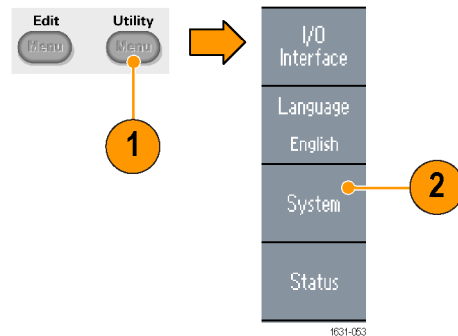 Edit Utility
Menu Menu
1
I/O
Interface
Language
English
System
2
Status
1631-053